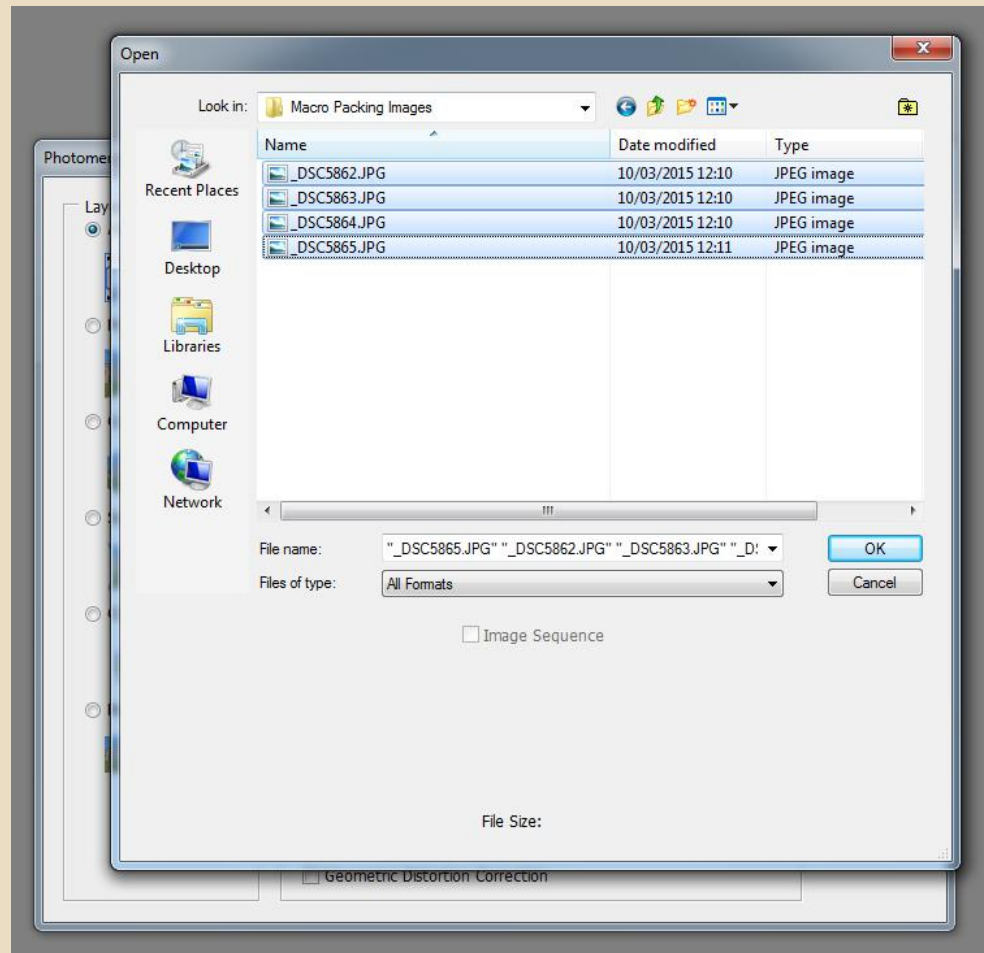 Open
Look in:
Macro Packing Images
Name Date modified Type
_DSC5862.JPG 10/03/2015 12:10 JPEG image
_DSC5863.JPG 10/03/2015 12:10 JPEG image
_DSC5864.JPG 10/03/2015 12:10 JPEG image
_DSC5865.JPG 10/03/2015 12:11 JPEG image
Recent Places
Desktop
Libraries
Computer
Network
File name: "_DSC5865.JPG" "_DSC5862.JPG" "_DSC5863.JPG" "_D
OK
Files of type: All Formats
Cancel
Image Sequence
File Size:
Photome
Lay
Geometric Distortion Correction